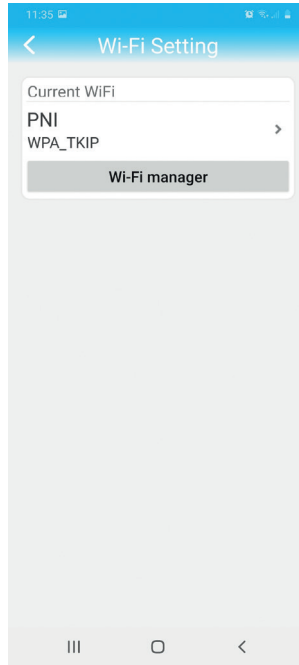 11:35
Wi-Fi Setting
Current WiFi
PNI
WPA_TKIP
Wi-Fi manager